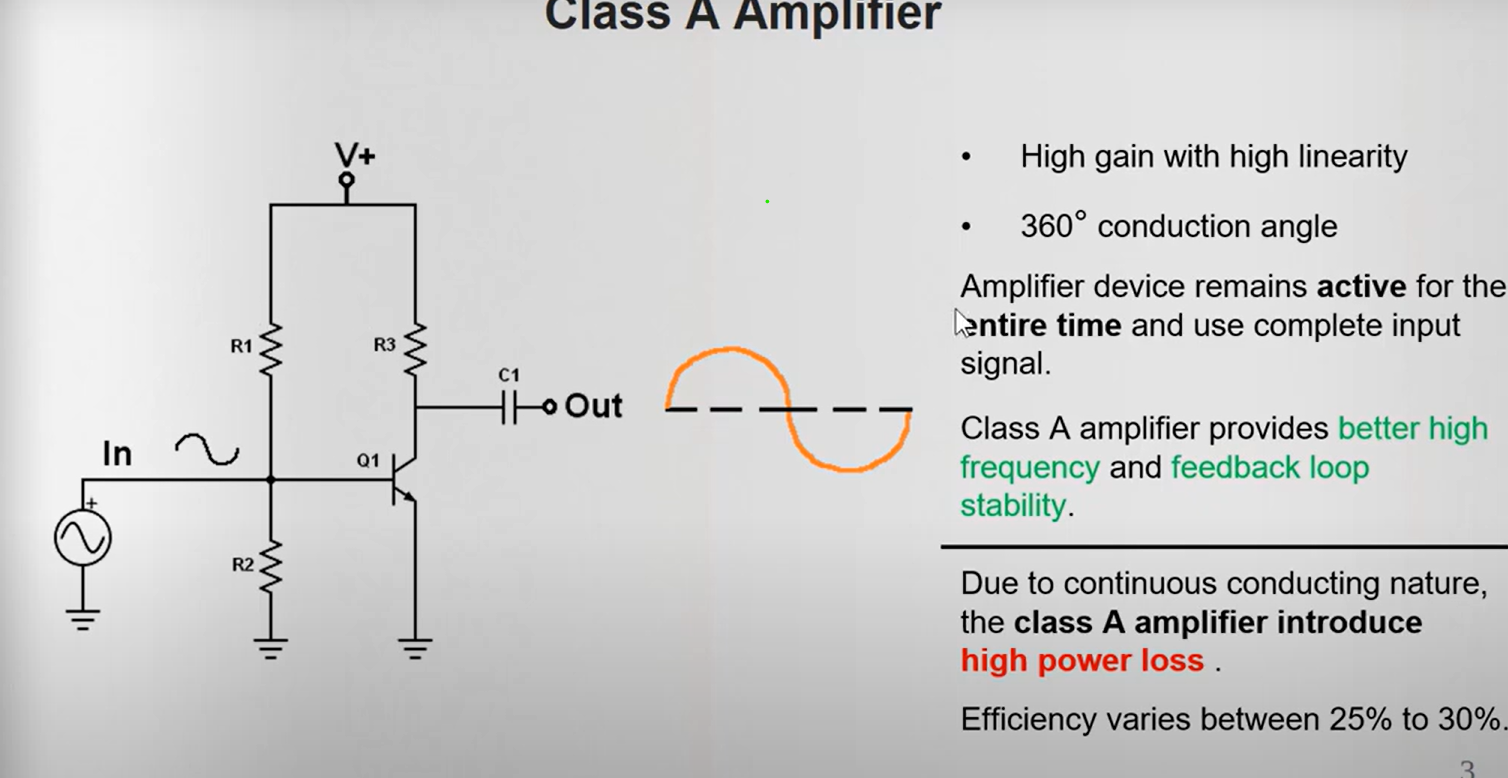 Class A Amplifier
V+
R1
R3
C1
Out
In
Q1
+
R2
• High gain with high linearity
• 360° conduction angle
Amplifier device remains active for the
entire time and use complete input
signal.
Class A amplifier provides better high
frequency and feedback loop
stability.
Due to continuous conducting nature,
the class A amplifier introduce
high power loss .
Efficiency varies between 25% to 30%.
3